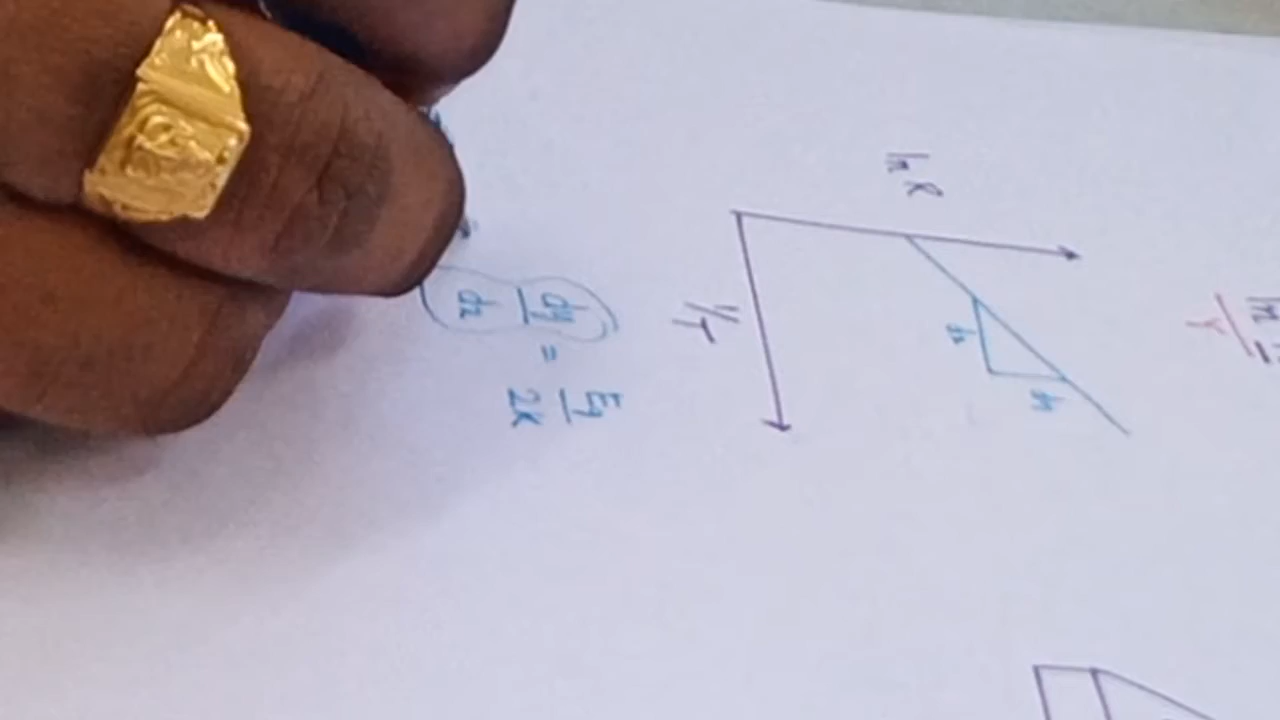 ln R
1/T
dx
dy
dy/dx = Eg/2K